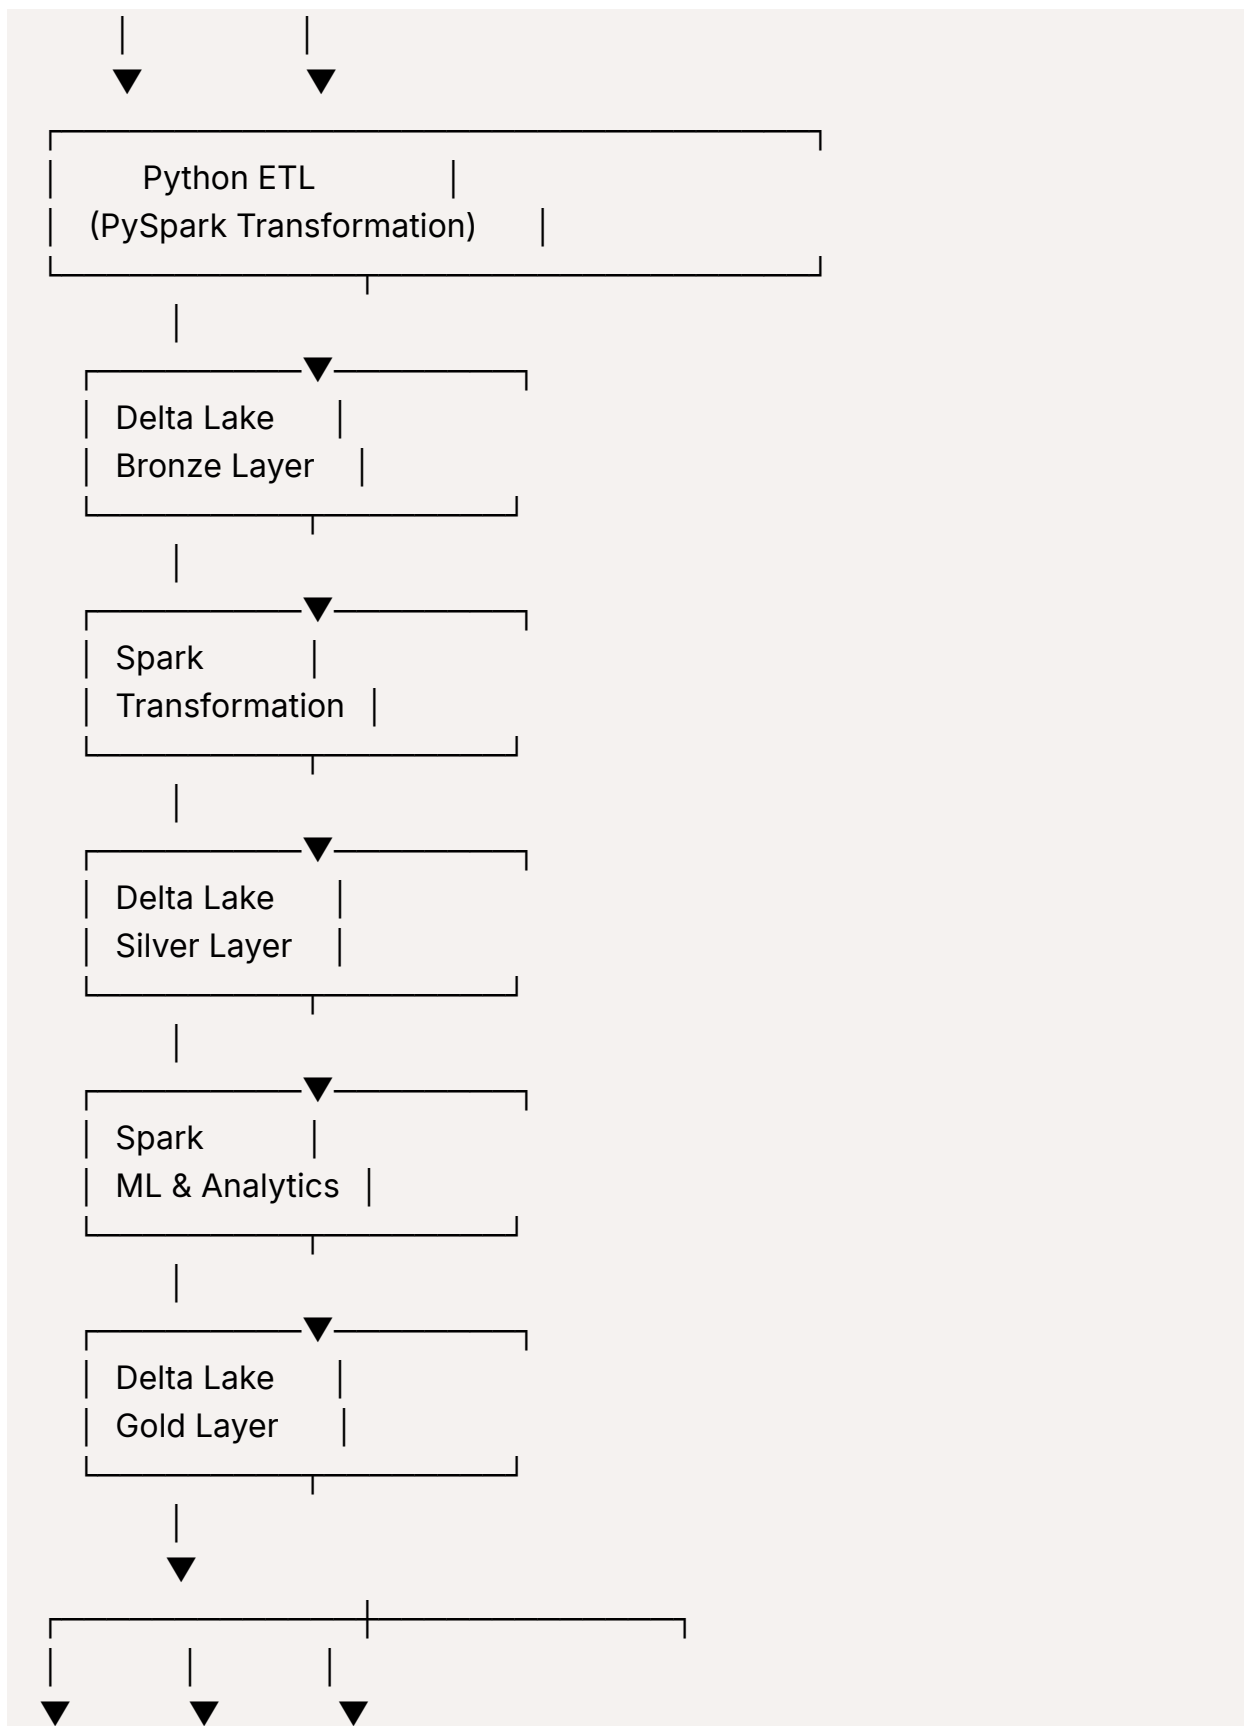 Python ETL
(PySpark Transformation)
Delta Lake
Bronze Layer
Spark
Transformation
Delta Lake
Silver Layer
Spark
ML & Analytics
Delta Lake
Gold Layer